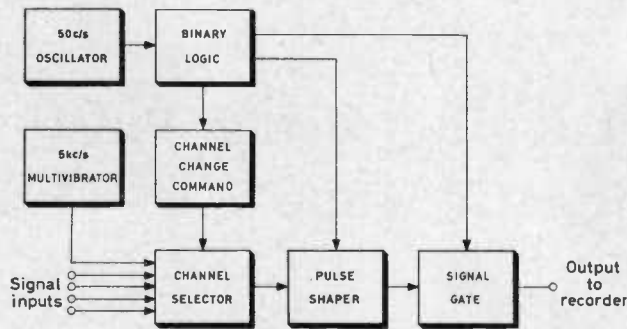 50c/s
OSCILLATOR
BINARY
LOGIC
5kc/s
MULTIVIBRATOR
CHANNEL
CHANGE
COMMAND
Signal
inputs
CHANNEL
SELECTOR
PULSE
SHAPER
SIGNAL
GATE
Output
to
recorder